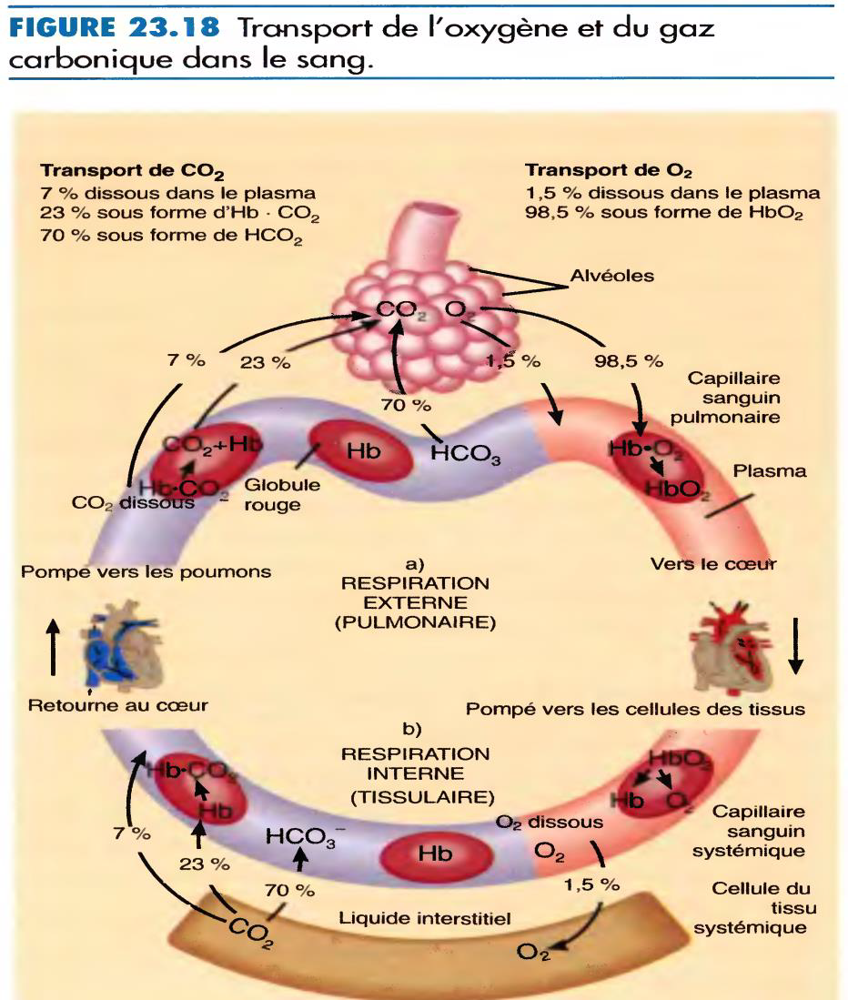 FIGURE 23.18 Transport de l'oxygène et du gaz
carbonique dans le sang.
Transport de CO₂
7 % dissous dans le plasma
23 % sous forme d'Hb · CO₂
70 % sous forme de HCO₂
Transport de O₂
1,5 % dissous dans le plasma
98,5 % sous forme de HbO₂
Alvéoles
CO₂ O₂
7 %
23 %
1,5 %
98,5 %
70 %
Capillaire
sanguin
pulmonaire
CO₂+Hb
Hb·CO₂
Hb
HCO₃
Hb·O₂
HbO₂
Plasma
Globule
rouge
CO₂ dissous
Pompé vers les poumons
Vers le cœur
a)
RESPIRATION
EXTERNE
(PULMONAIRE)
Retourne au cœur
Pompé vers les cellules des tissus
b)
RESPIRATION
INTERNE
(TISSULAIRE)
Hb·CO₂
Hb
HbO₂
Hb O₂
7 %
23 %
HCO₃⁻
70 %
Hb
O₂ dissous
O₂
1,5 %
Capillaire
sanguin
systémique
Liquide interstitiel
Cellule du
tissu
systémique
CO₂
O₂